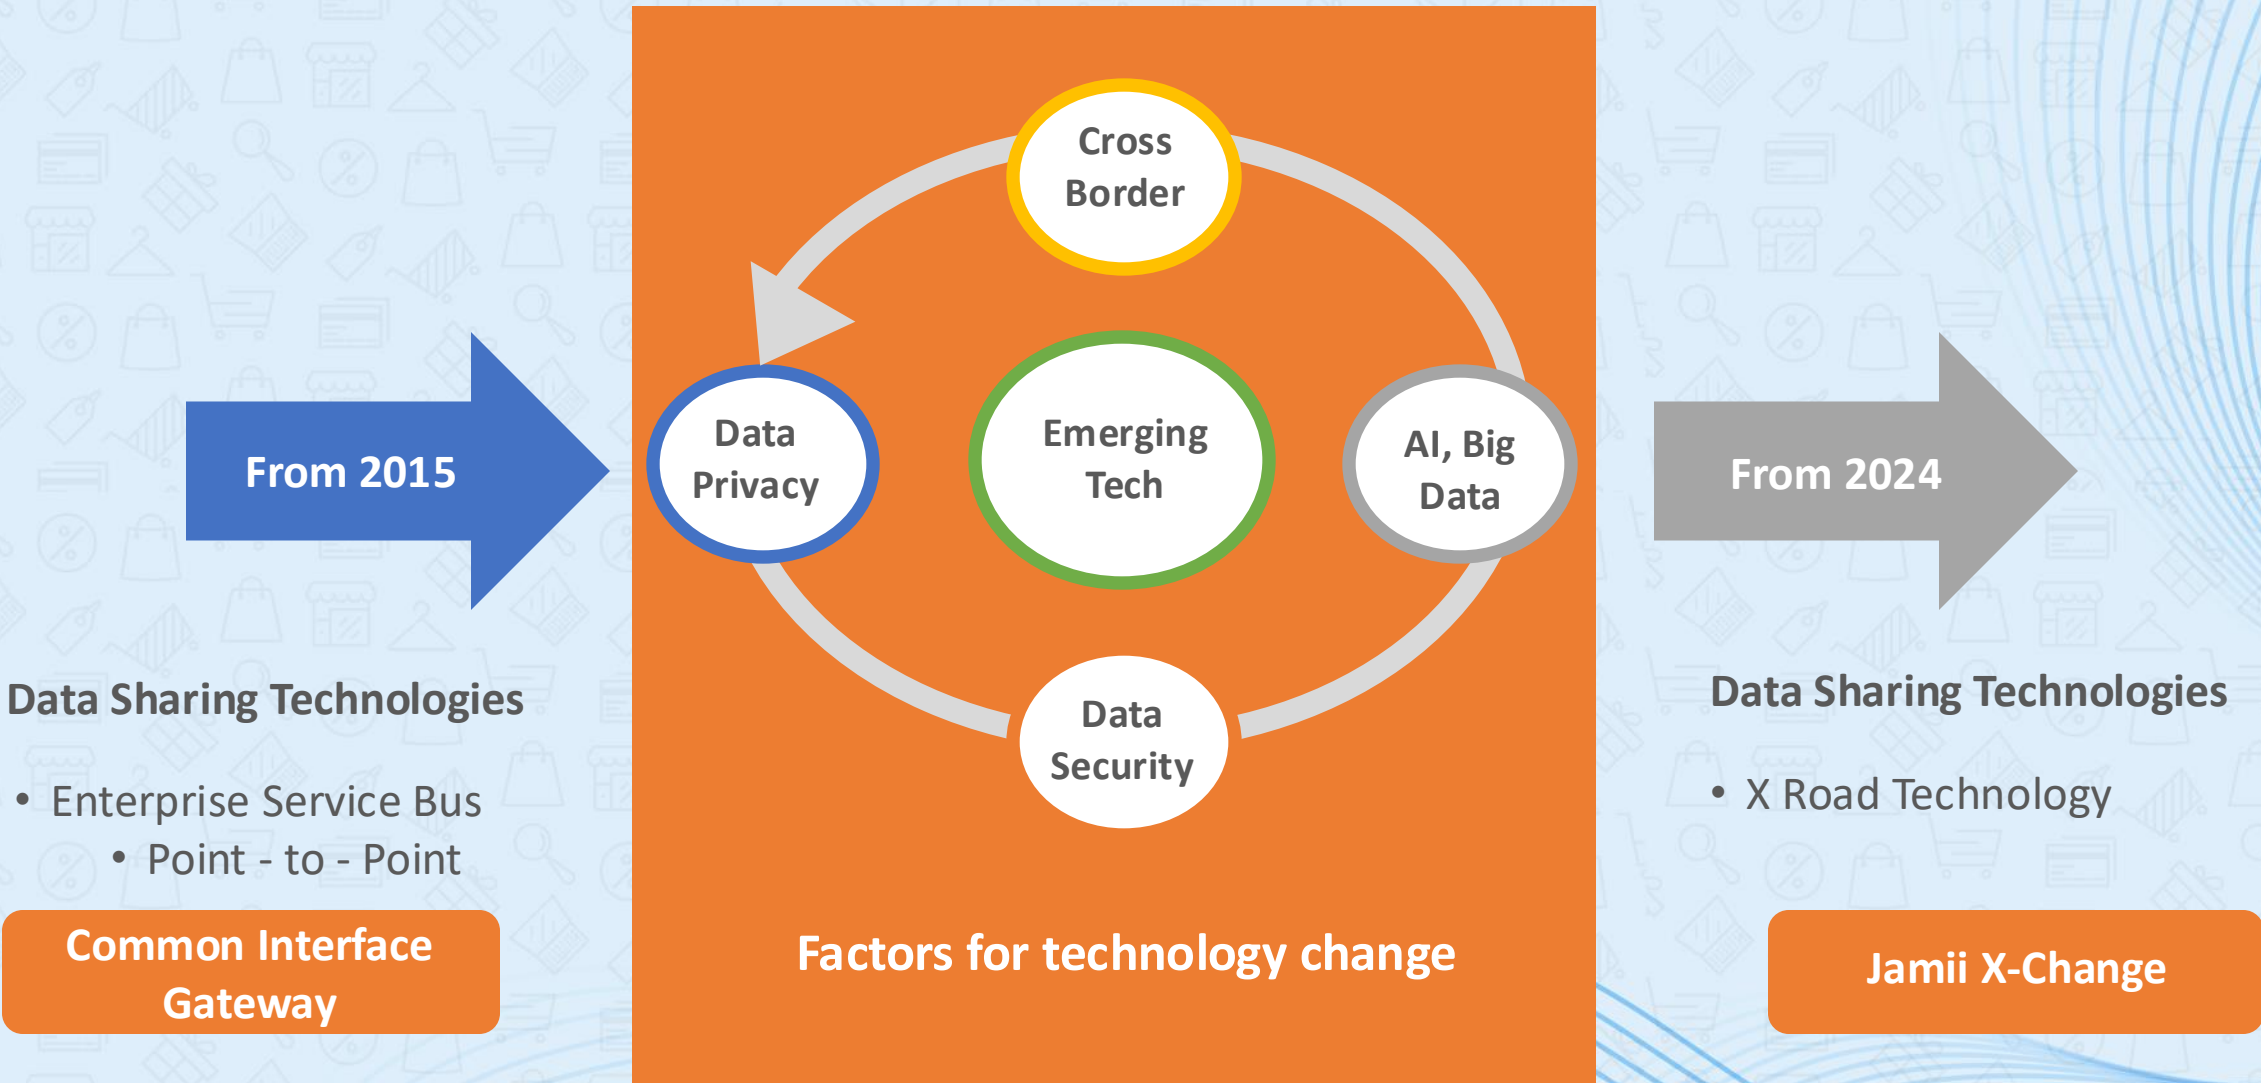 From 2015
Data Sharing Technologies
• Enterprise Service Bus
• Point - to - Point
Common Interface
Gateway
Cross
Border
Data
Privacy
Emerging
Tech
AI, Big
Data
Data
Security
Factors for technology change
From 2024
Data Sharing Technologies
• X Road Technology
Jamii X-Change